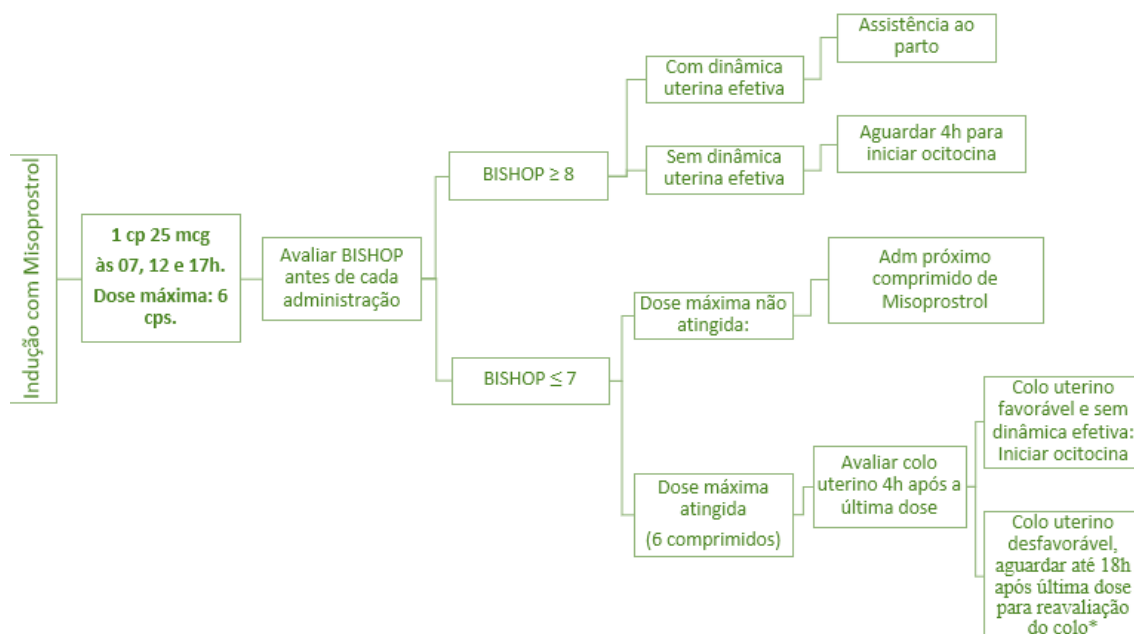 Indução com Misoprostrol
1 cp 25 mcg
às 07, 12 e 17h.
Dose máxima: 6
cps.
Avaliar BISHOP
antes de cada
administração
BISHOP ≥ 8
Com dinâmica
uterina efetiva
Assistência ao
parto
Sem dinâmica
uterina efetiva
Aguardar 4h para
iniciar ocitocina
BISHOP ≤ 7
Dose máxima não
atingida:
Adm próximo
comprimido de
Misoprostrol
Dose máxima
atingida
(6 comprimidos)
Avaliar colo
uterino 4h após a
última dose
Colo uterino
favorável e sem
dinâmica efetiva:
Iniciar ocitocina
Colo uterino
desfavorável,
aguardar até 18h
após última dose
para reavaliação
do colo*